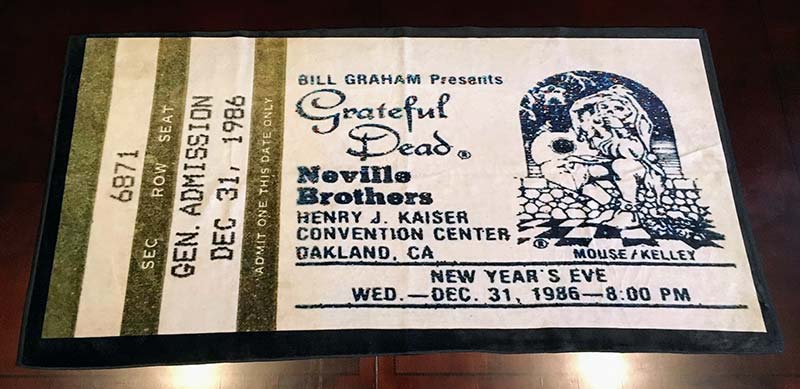 6871
SEC ROW SEAT
GEN. ADMISSION
DEC 31, 1986
ADMIT ONE THIS DATE ONLY
BILL GRAHAM Presents
Grateful
Dead®
Neville
Brothers
HENRY J. KAISER
CONVENTION CENTER
OAKLAND, CA
® MOUSE/KELLEY
NEW YEAR'S EVE
WED.—DEC. 31, 1986—8:00 PM